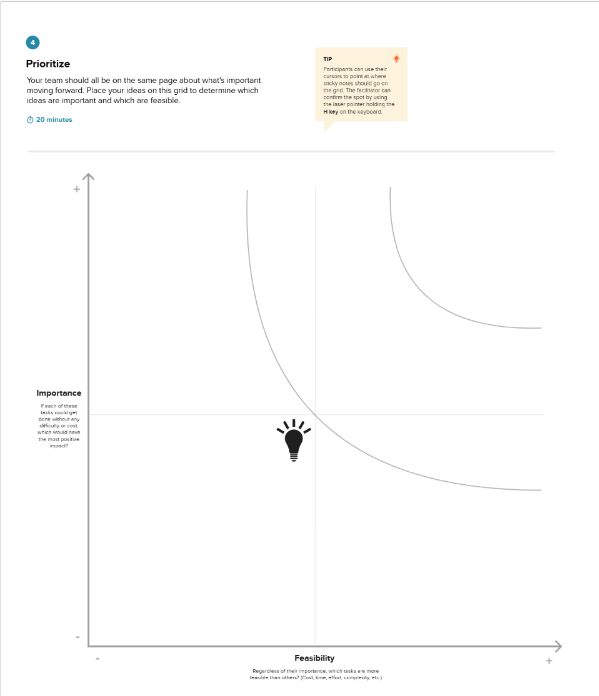 4
Prioritize
Your team should all be on the same page about what's important
moving forward. Place your ideas on this grid to determine which
ideas are important and which are feasible.
20 minutes
TIP
Participants can use their
cursors to point at where
sticky notes should go on
the grid. The facilitator can
confirm the spot by using
the laser pointer holding the
H key on the keyboard.
+
Importance
If each of these
tasks could get
done without any
difficulty or cost,
which would have
the most positive
impact?
-
-
Feasibility
+
Regardless of their importance, which tasks are more
feasible than others? (Cost, time, effort, complexity, etc.)